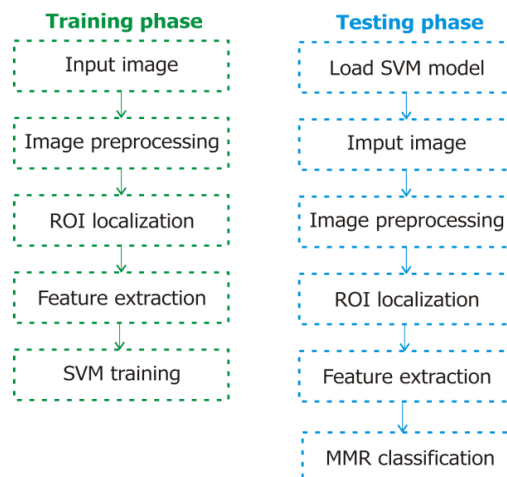 Training phase
Input image
Image preprocessing
ROI localization
Feature extraction
SVM training
Testing phase
Load SVM model
Imput image
Image preprocessing
ROI localization
Feature extraction
MMR classification